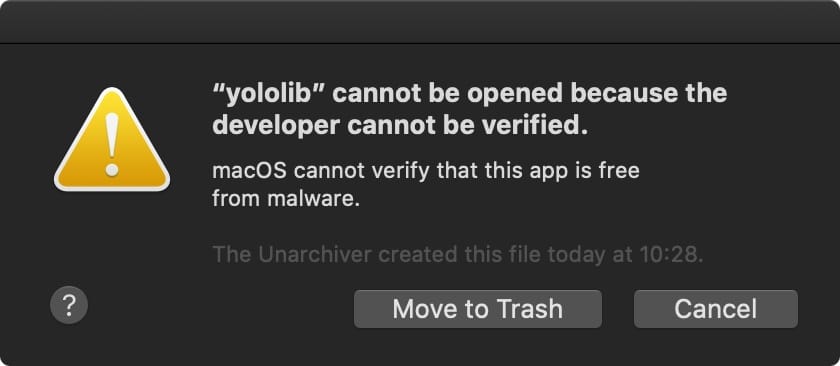 “yololib” cannot be opened because the
developer cannot be verified.
macOS cannot verify that this app is free
from malware.
The Unarchiver created this file today at 10:28.
?
Move to Trash
Cancel